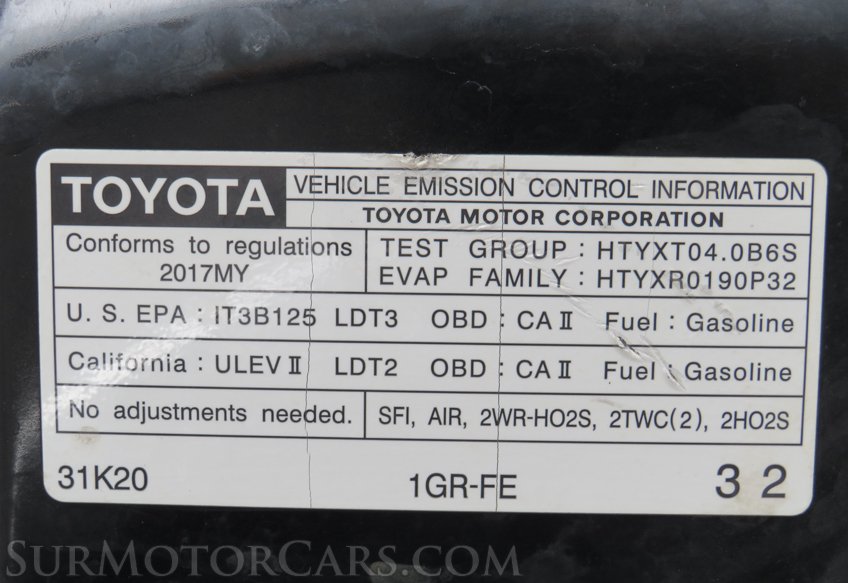 TOYOTA
VEHICLE EMISSION CONTROL INFORMATION
TOYOTA MOTOR CORPORATION
Conforms to regulations
2017MY
TEST GROUP : HTYXT04.0B6S
EVAP FAMILY : HTYXR0190P32
U. S. EPA : IT3B125 LDT3 OBD : CA II Fuel : Gasoline
California : ULEV II LDT2 OBD : CA II Fuel : Gasoline
No adjustments needed.
SFI, AIR, 2WR-HO2S, 2TWC(2), 2HO2S
31K20
1GR-FE
3 2
SurMotorCars.com